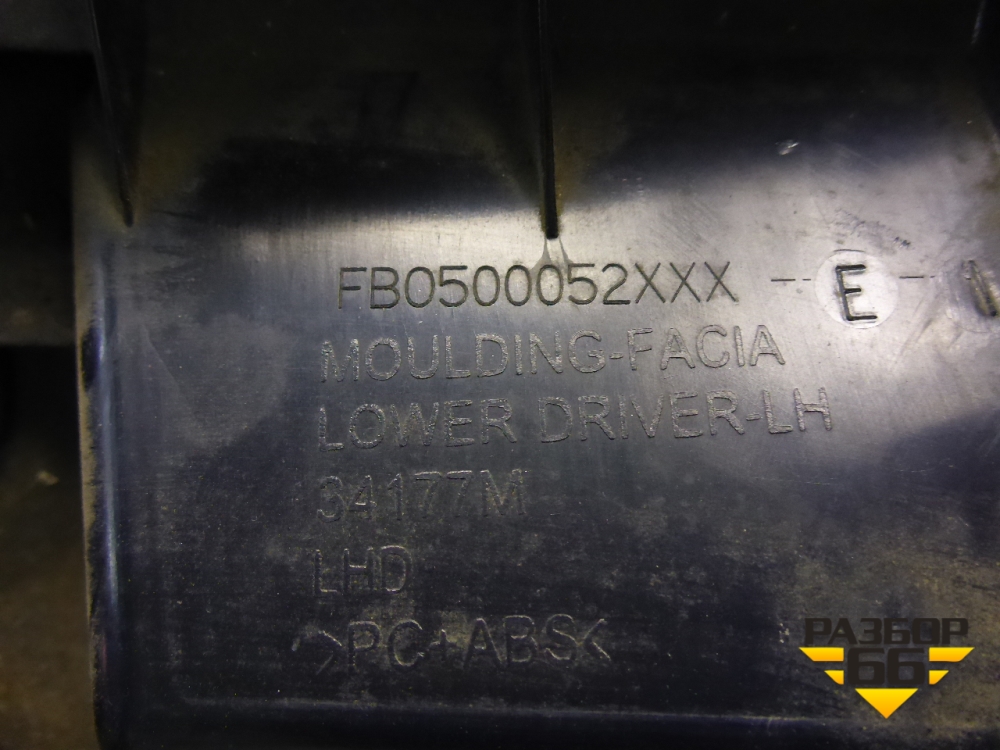 FB0500052XXX --E-
MOULDING-FACIA
LOWER DRIVER-LH
34177M
LHD
>PC+ABS<
РАЗБОР
66